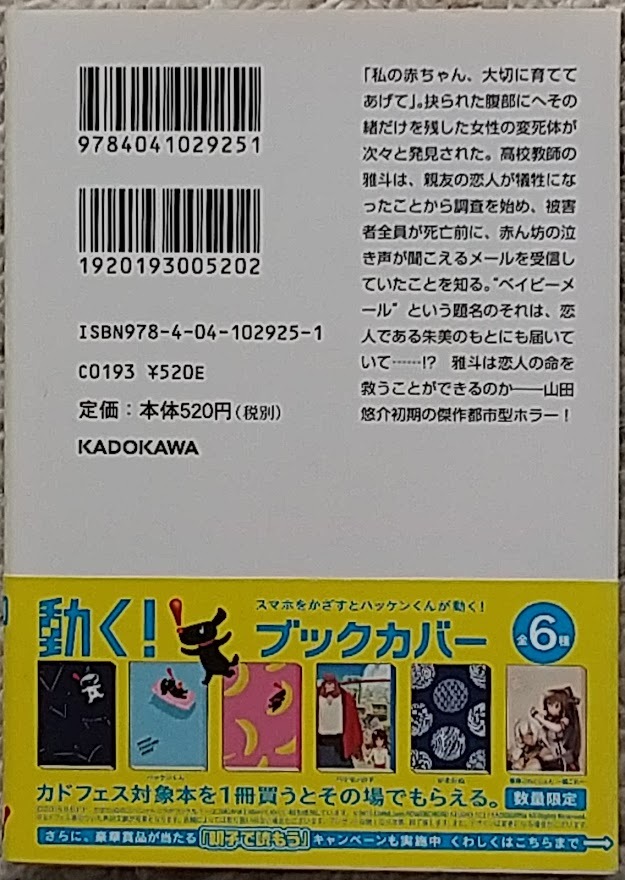 9784041029251
1920193005202
ISBN978-4-04-102925-1
C0193 ¥520E
定価：本体520円(税別)
KADOKAWA
「私の赤ちゃん、大切に育てて
あげて」。抉られた腹部にへその
緒だけを残した女性の変死体が
次々と発見された。高校教師の
雅斗は、親友の恋人が犠牲にな
ったことから調査を始め、被害
者全員が死亡前に、赤ん坊の泣
き声が聞こえるメールを受信し
ていたことを知る。"ベイビーメ
ール"という題名のそれは、恋
人である朱美のもとにも届いて
いて……!? 雅斗は恋人の命を
救うことができるのか――山田
悠介初期の傑作都市型ホラー！
動く！
スマホをかざすとハッケンくんが動く！
ブックカバー
全6種
ハッケンくん
カドフェス対象本を1冊買うとその場でもらえる。
数量限定
さらに、豪華賞品が当たる
キャンペーンも実施中 くわしくはこちらまで